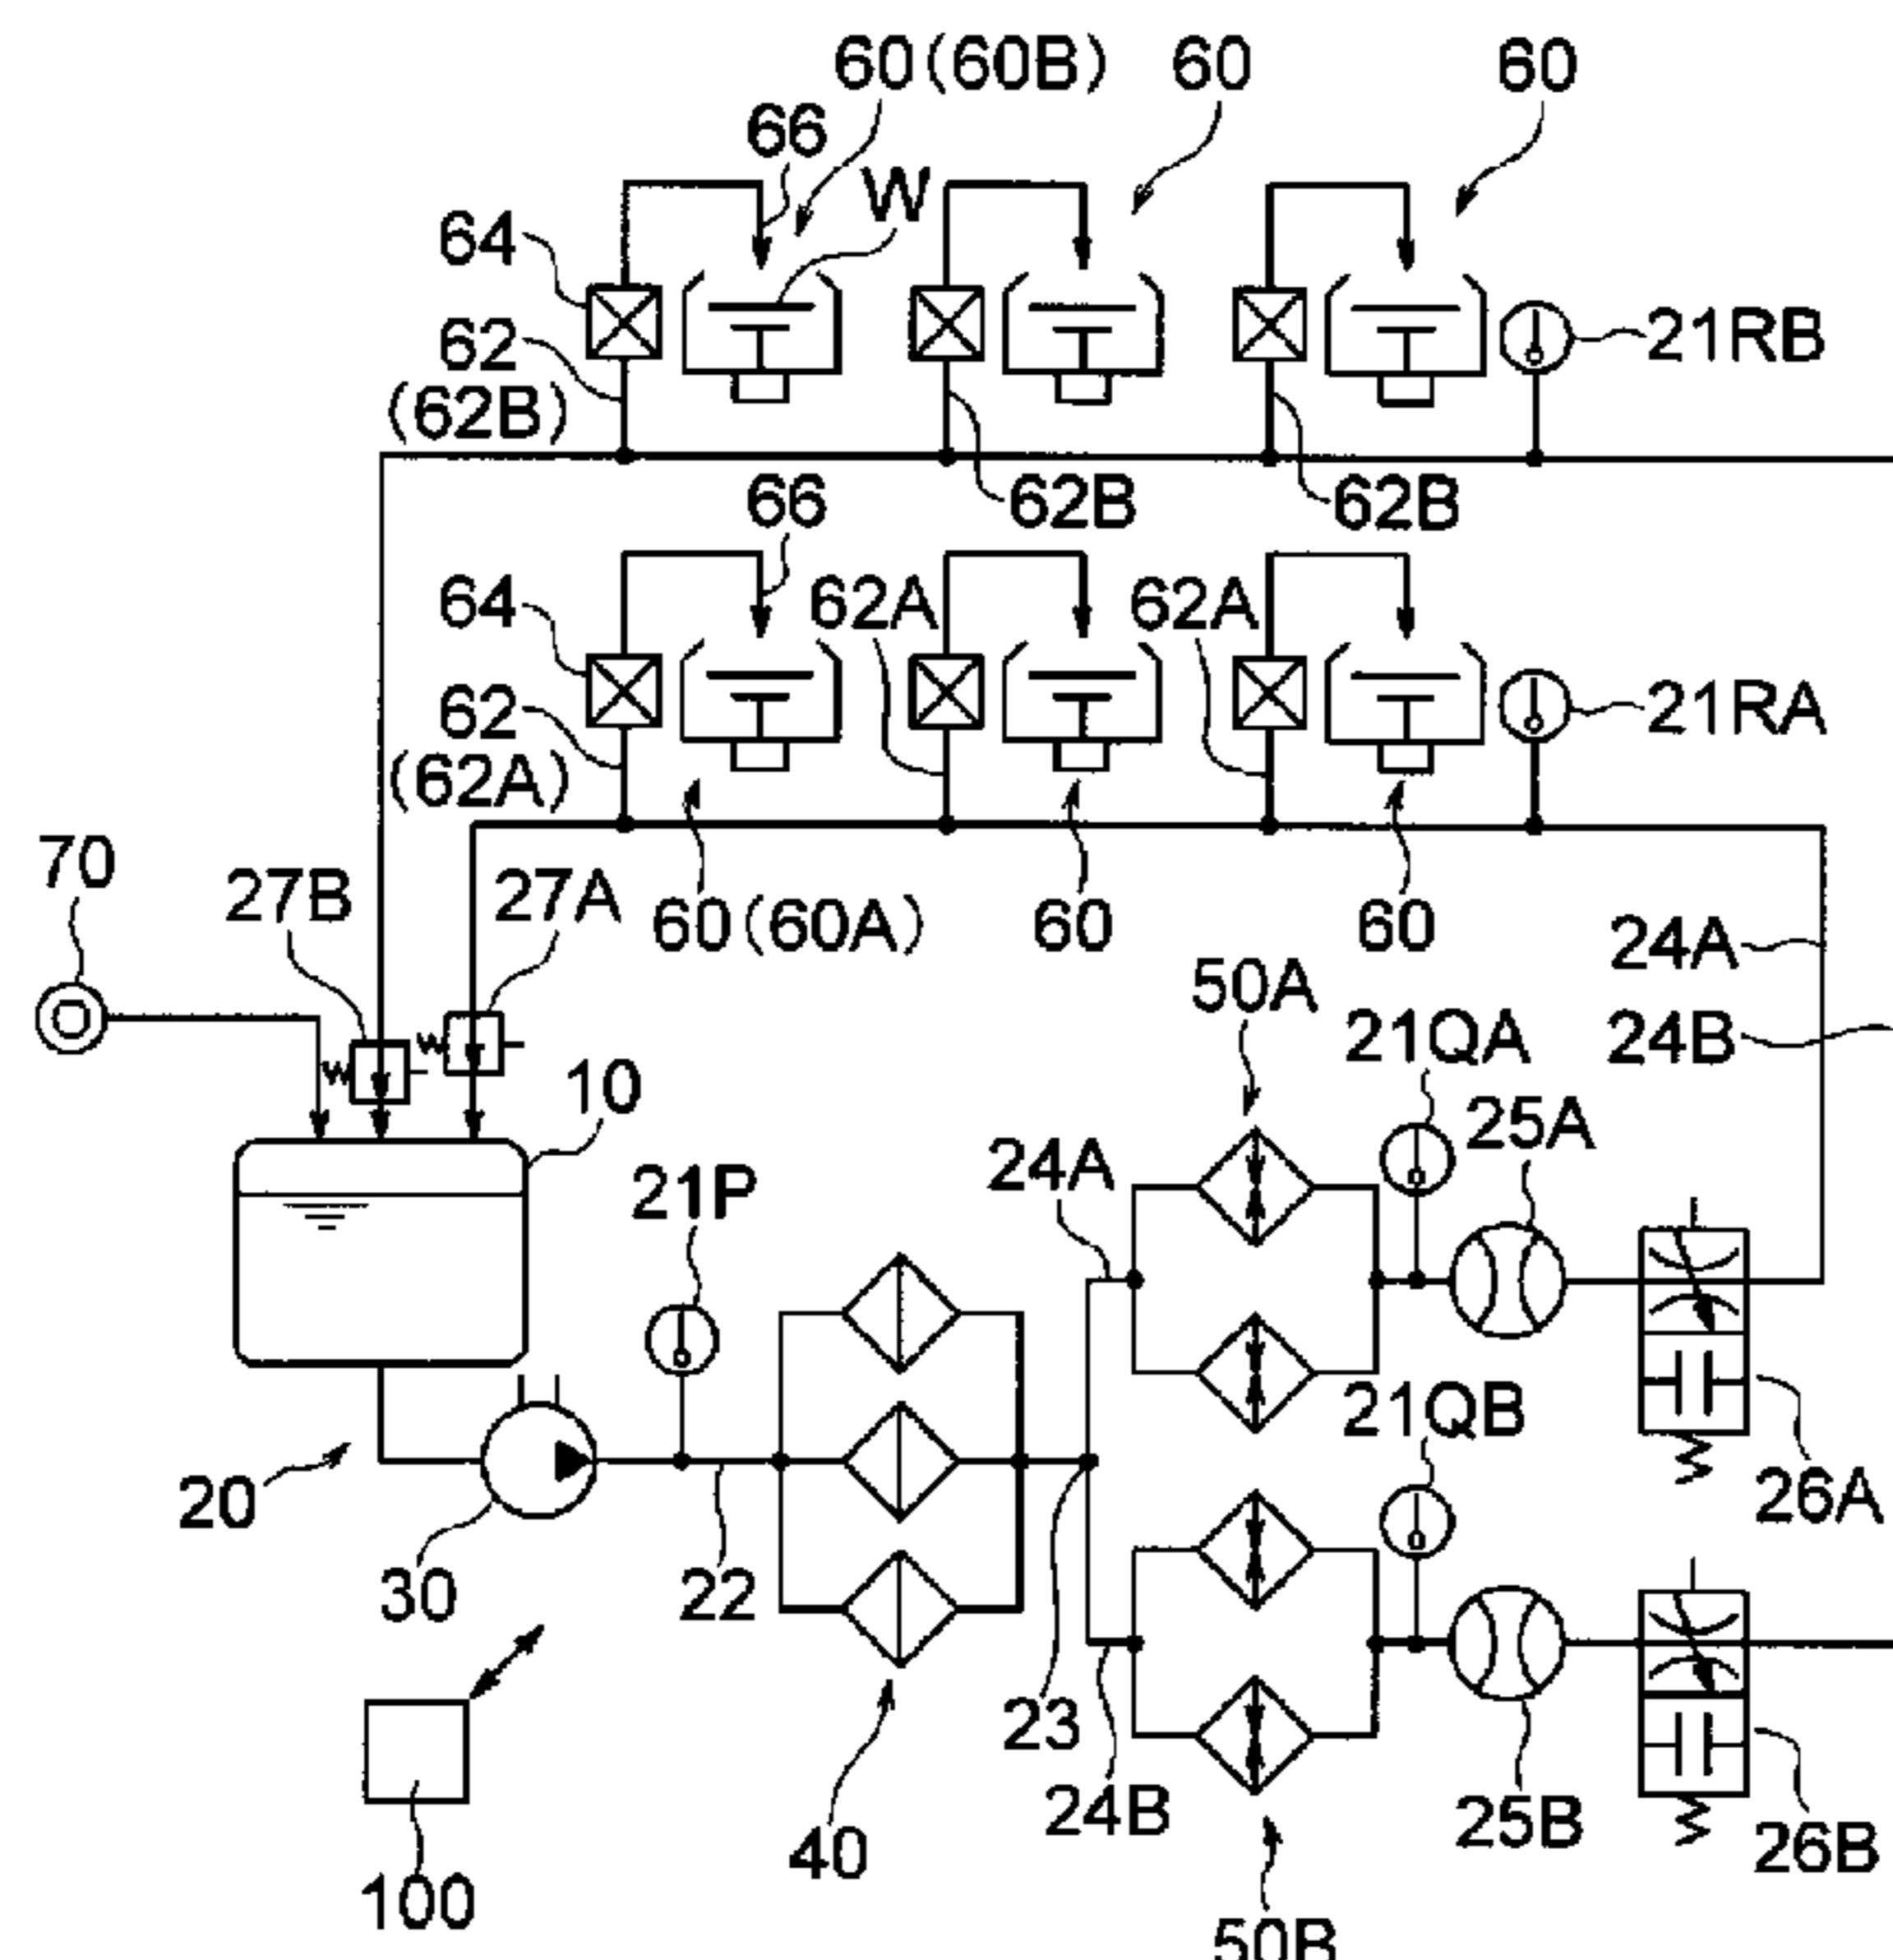 60(60B) 60 60
66
W
64
62
(62B)
21RB
62B 62B
66
64 62A 62A
62
(62A)
21RA
70
27B 27A
60(60A) 60 60
24A
50A 21QA 24B
10
25A
21P
24A
21QB
20
26A
30 22
23
24B
25B
40 26B
100
50B